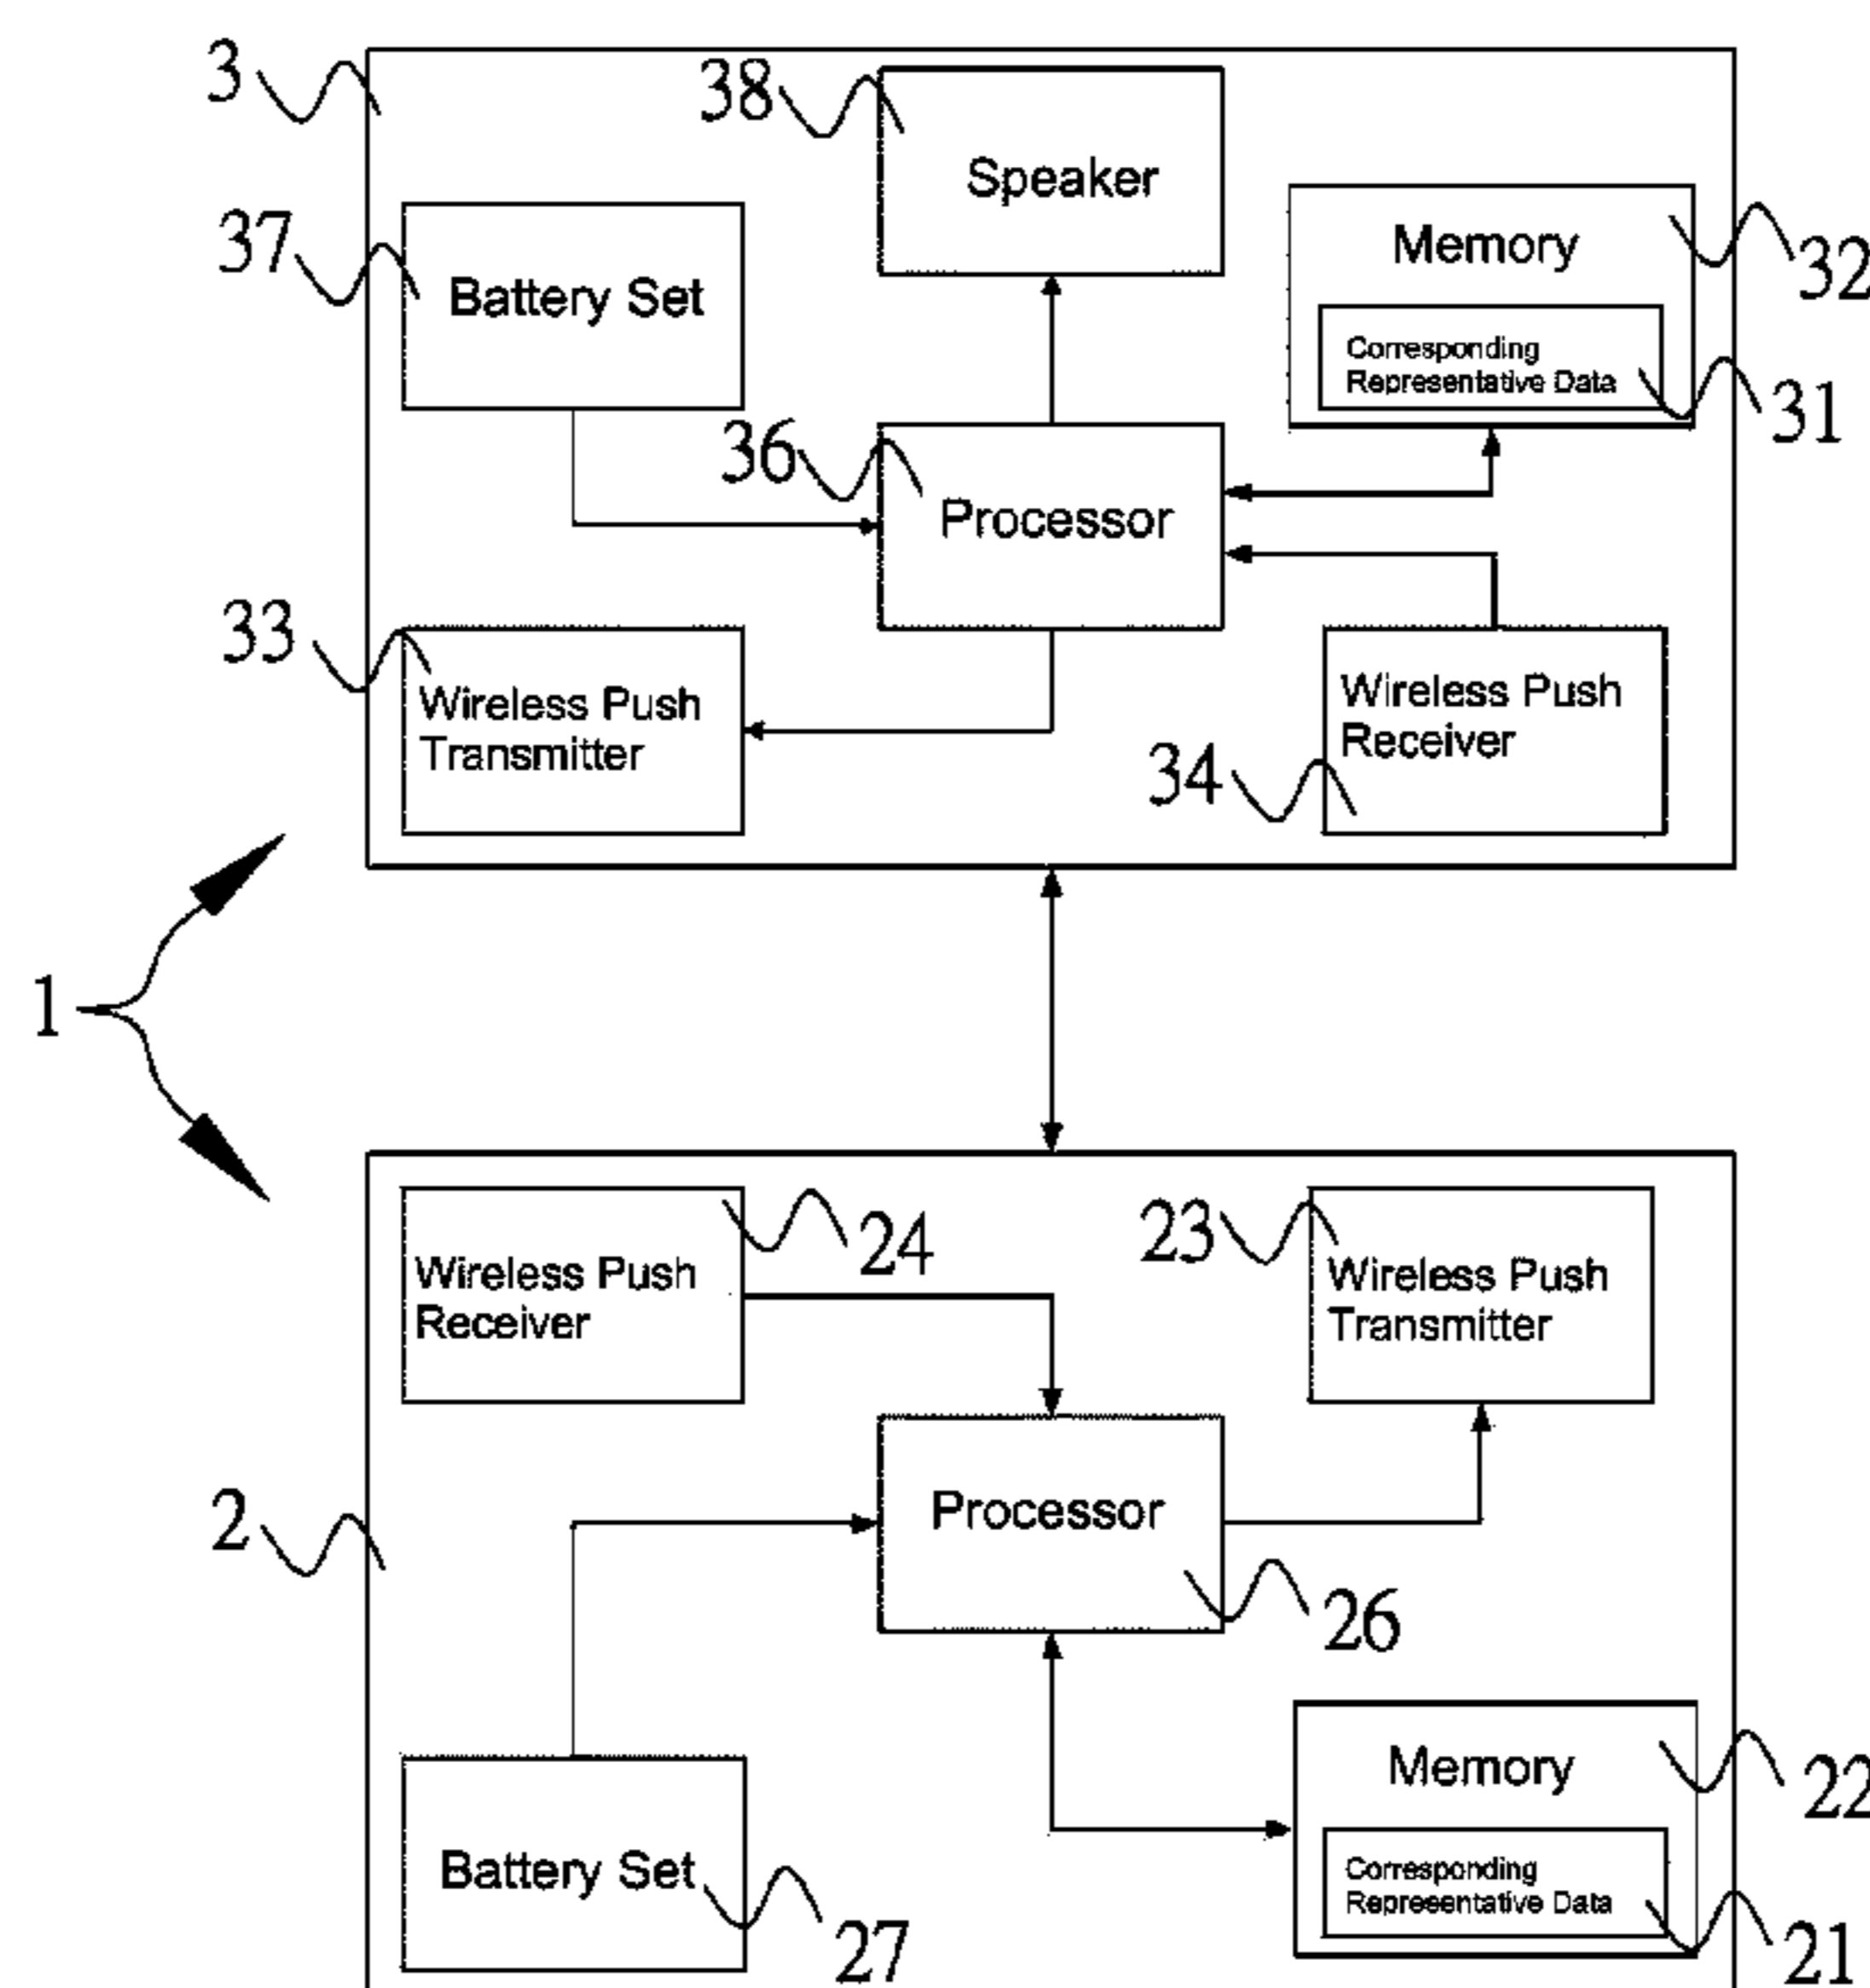 3
38
Speaker
37
Battery Set
Memory
32
Corresponding
Representative Data
31
36
Processor
33
Wireless Push
Transmitter
Wireless Push
Receiver
34
1
24
Wireless Push
Receiver
23
Wireless Push
Transmitter
2
Processor
26
Memory
22
Battery Set
27
Corresponding
Representative Data
21